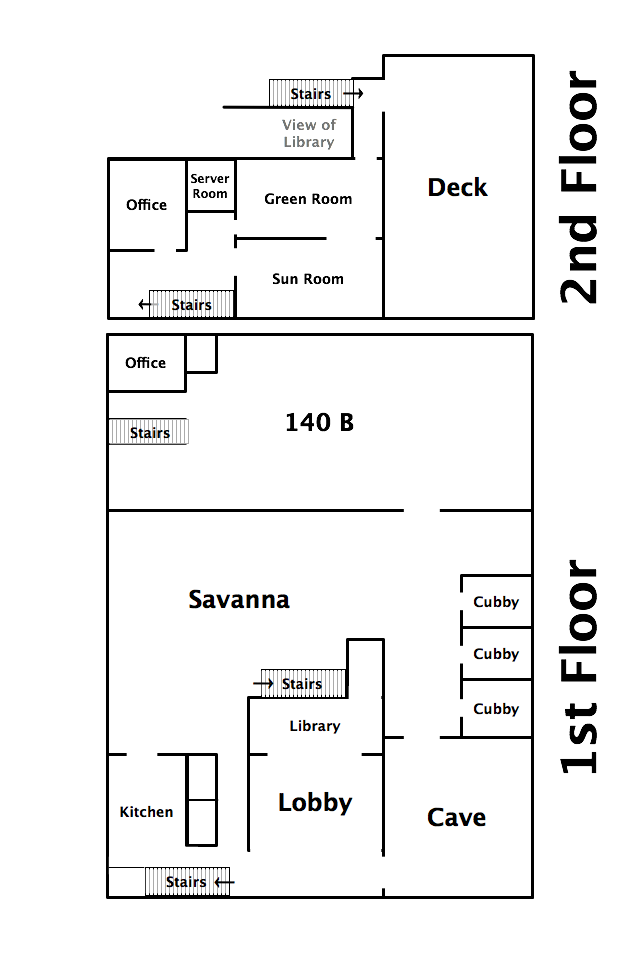 Stairs
View of
Library
Server
Room
Office
Green Room
Deck
Sun Room
Stairs
2nd Floor
Office
140 B
Stairs
Savanna
Cubby
Cubby
Stairs
Cubby
Library
Lobby
Kitchen
Cave
Stairs
1st Floor